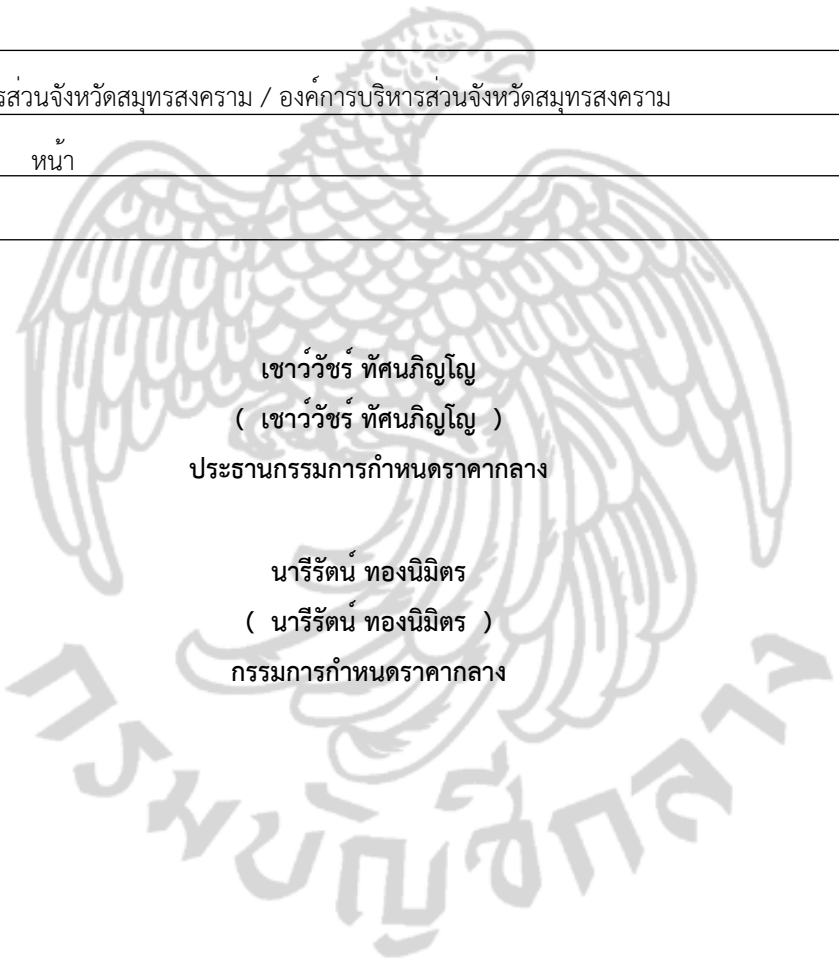 รส่วนจังหวัดสมุทรสงคราม / องค์การบริหารส่วนจังหวัดสมุทรสงคราม
หน้า
เชาว์วัชร์ ทัศนภิญโญ
( เชาว์วัชร์ ทัศนภิญโญ )
ประธานกรรมการกำหนดราคากลาง
นารีรัตน์ ทองนิมิตร
( นารีรัตน์ ทองนิมิตร )
กรรมการกำหนดราคากลาง
กรมบัญชีกลาง